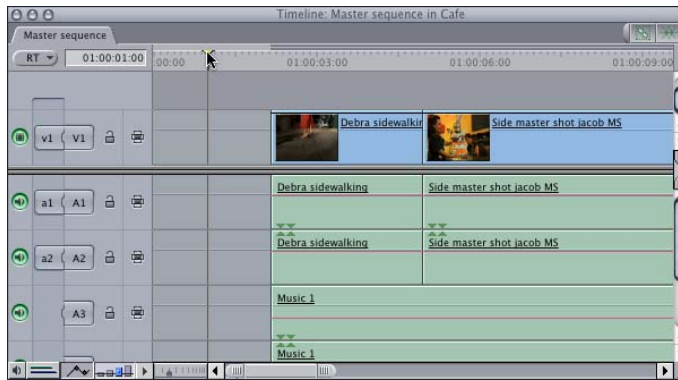 Timeline: Master sequence in Cafe
Master sequence
RT 01:00:01:00 :00:00 01:00:03:00 01:00:06:00 01:00:09:00
v1 V1 Debra sidewalkin Side master shot jacob MS
a1 A1 Debra sidewalking Side master shot jacob MS
a2 A2 Debra sidewalking Side master shot jacob MS
A3 Music 1
Music 1